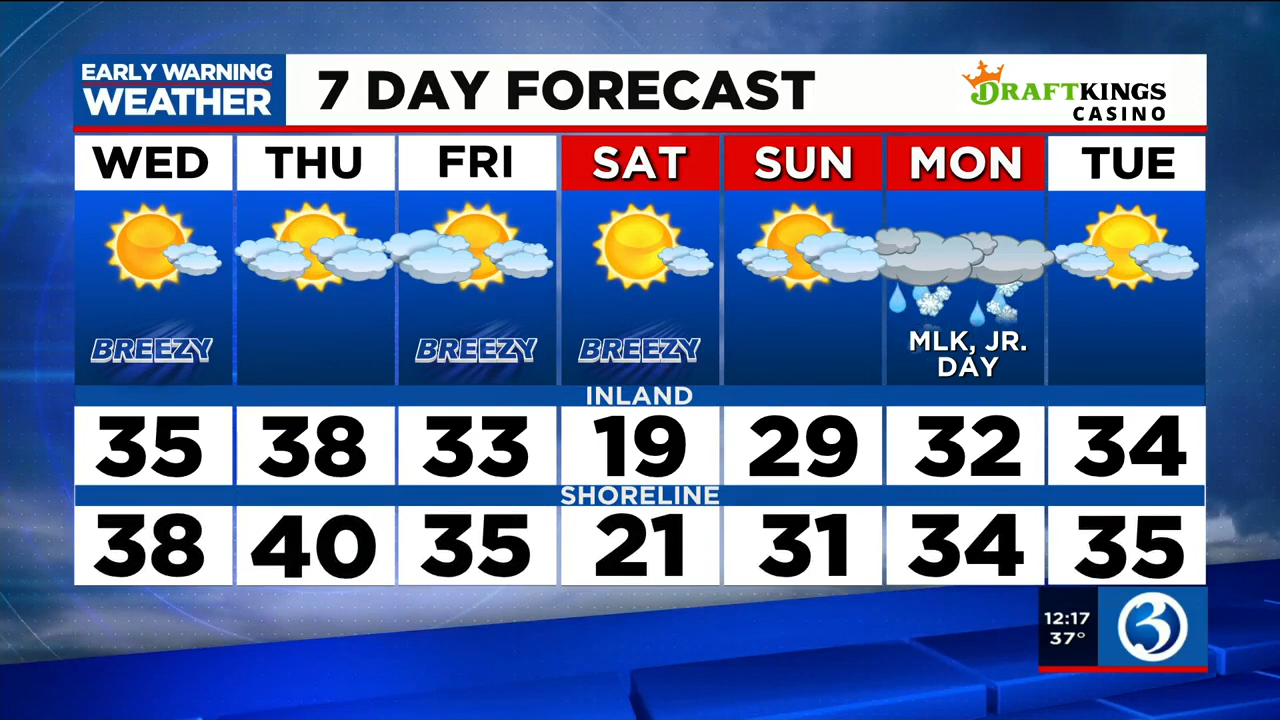 EARLY WARNING
WEATHER
7 DAY FORECAST
DRAFTKINGS
CASINO
WED THU FRI SAT SUN MON TUE
BREEZY BREEZY BREEZY
MLK, JR.
DAY
INLAND
35 38 33 19 29 32 34
SHORELINE
38 40 35 21 31 34 35
12:17
37°
3